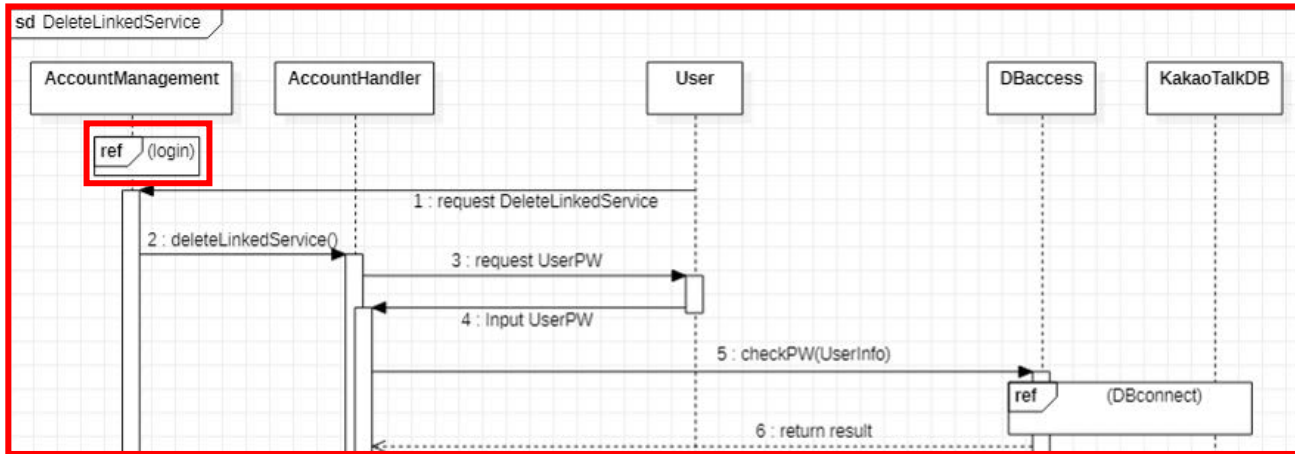 sd DeleteLinkedService
AccountManagement
AccountHandler
User
DBaccess
KakaoTalkDB
ref (login)
1 : request DeleteLinkedService
2 : deleteLinkedService()
3 : request UserPW
4 : Input UserPW
5 : checkPW(UserInfo)
ref (DBconnect)
6 : return result